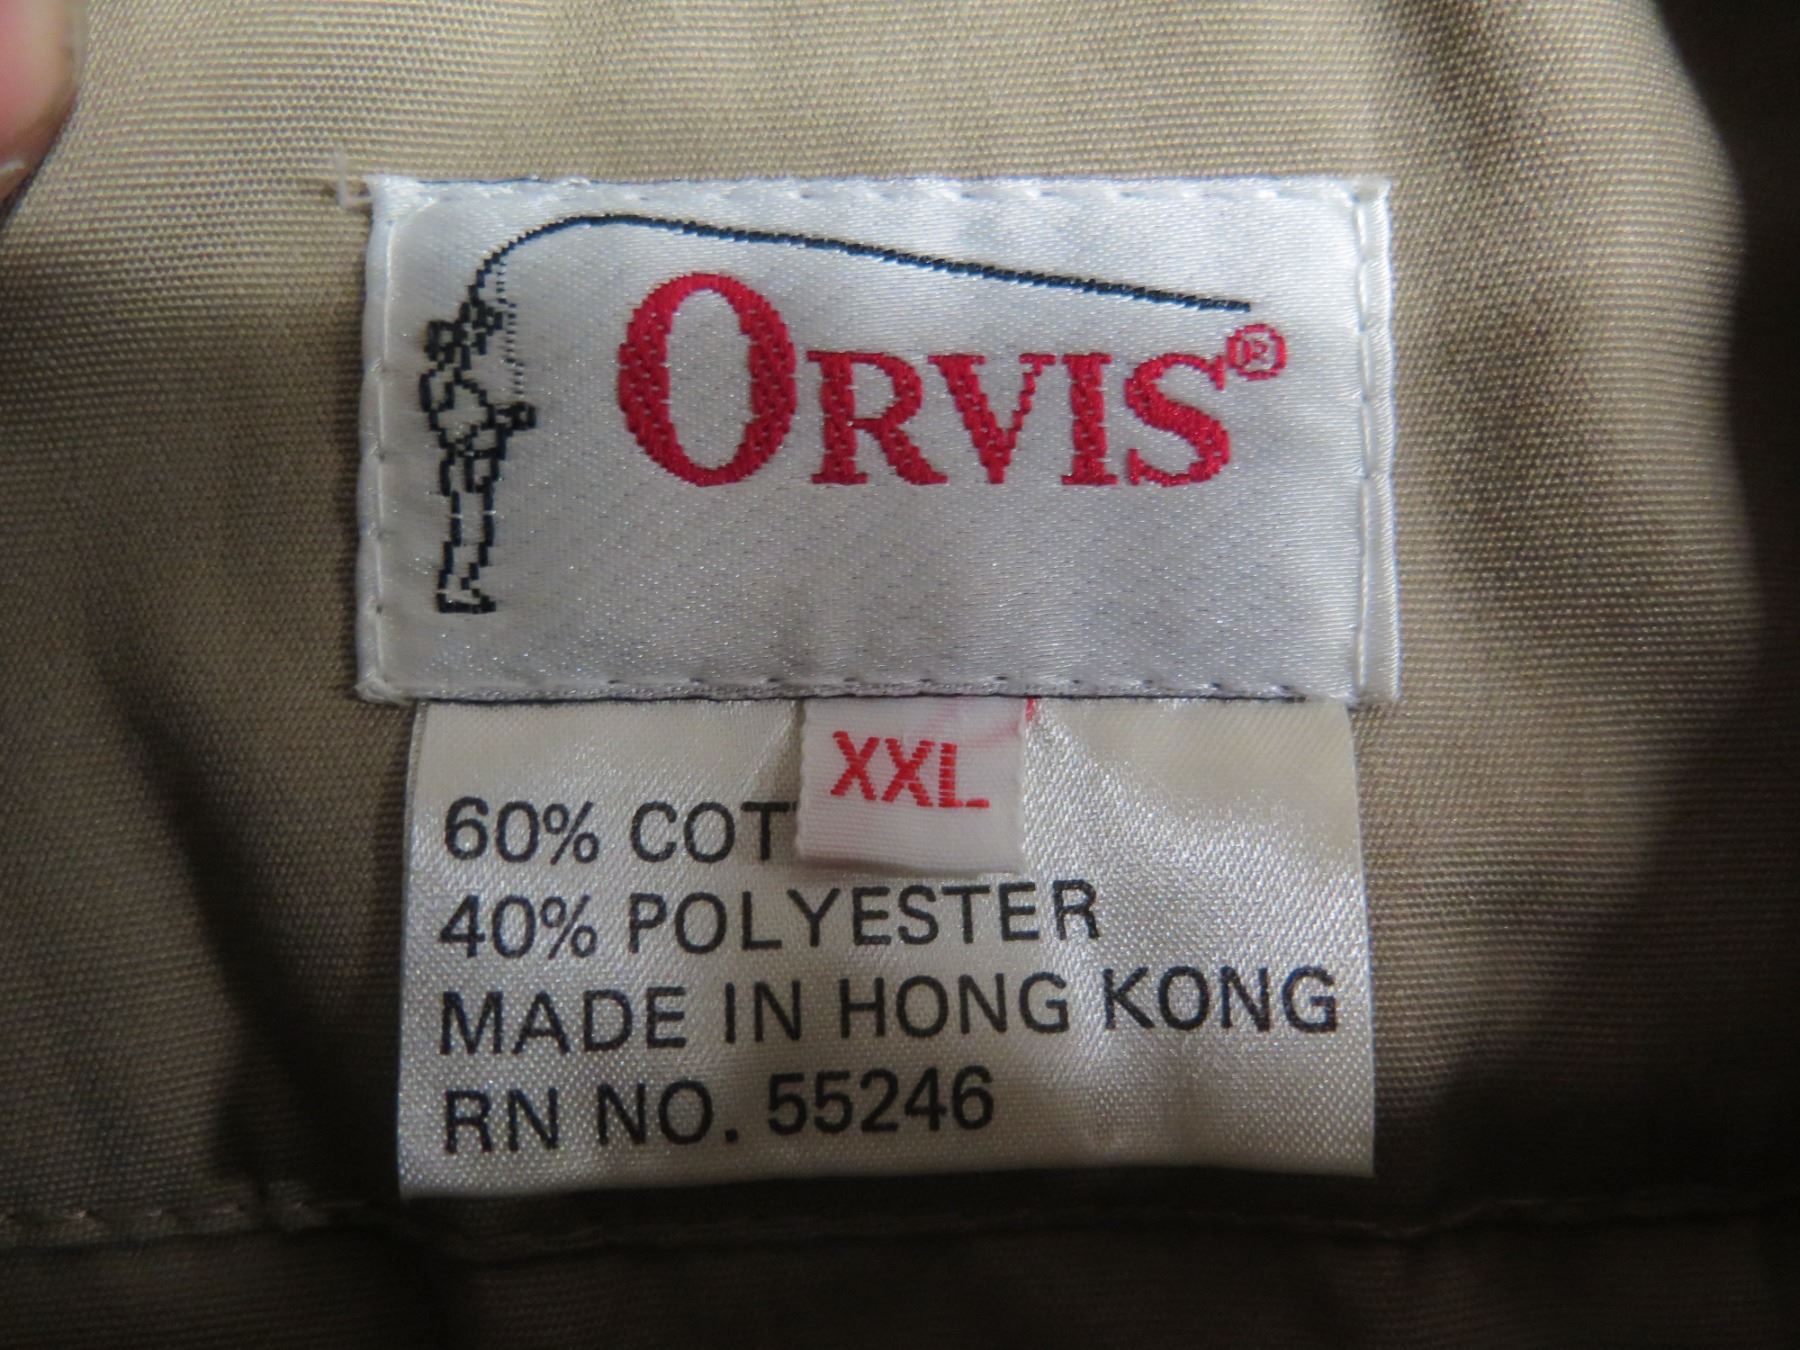 ORVIS®
XXL
60% COT
40% POLYESTER
MADE IN HONG KONG
RN NO. 55246